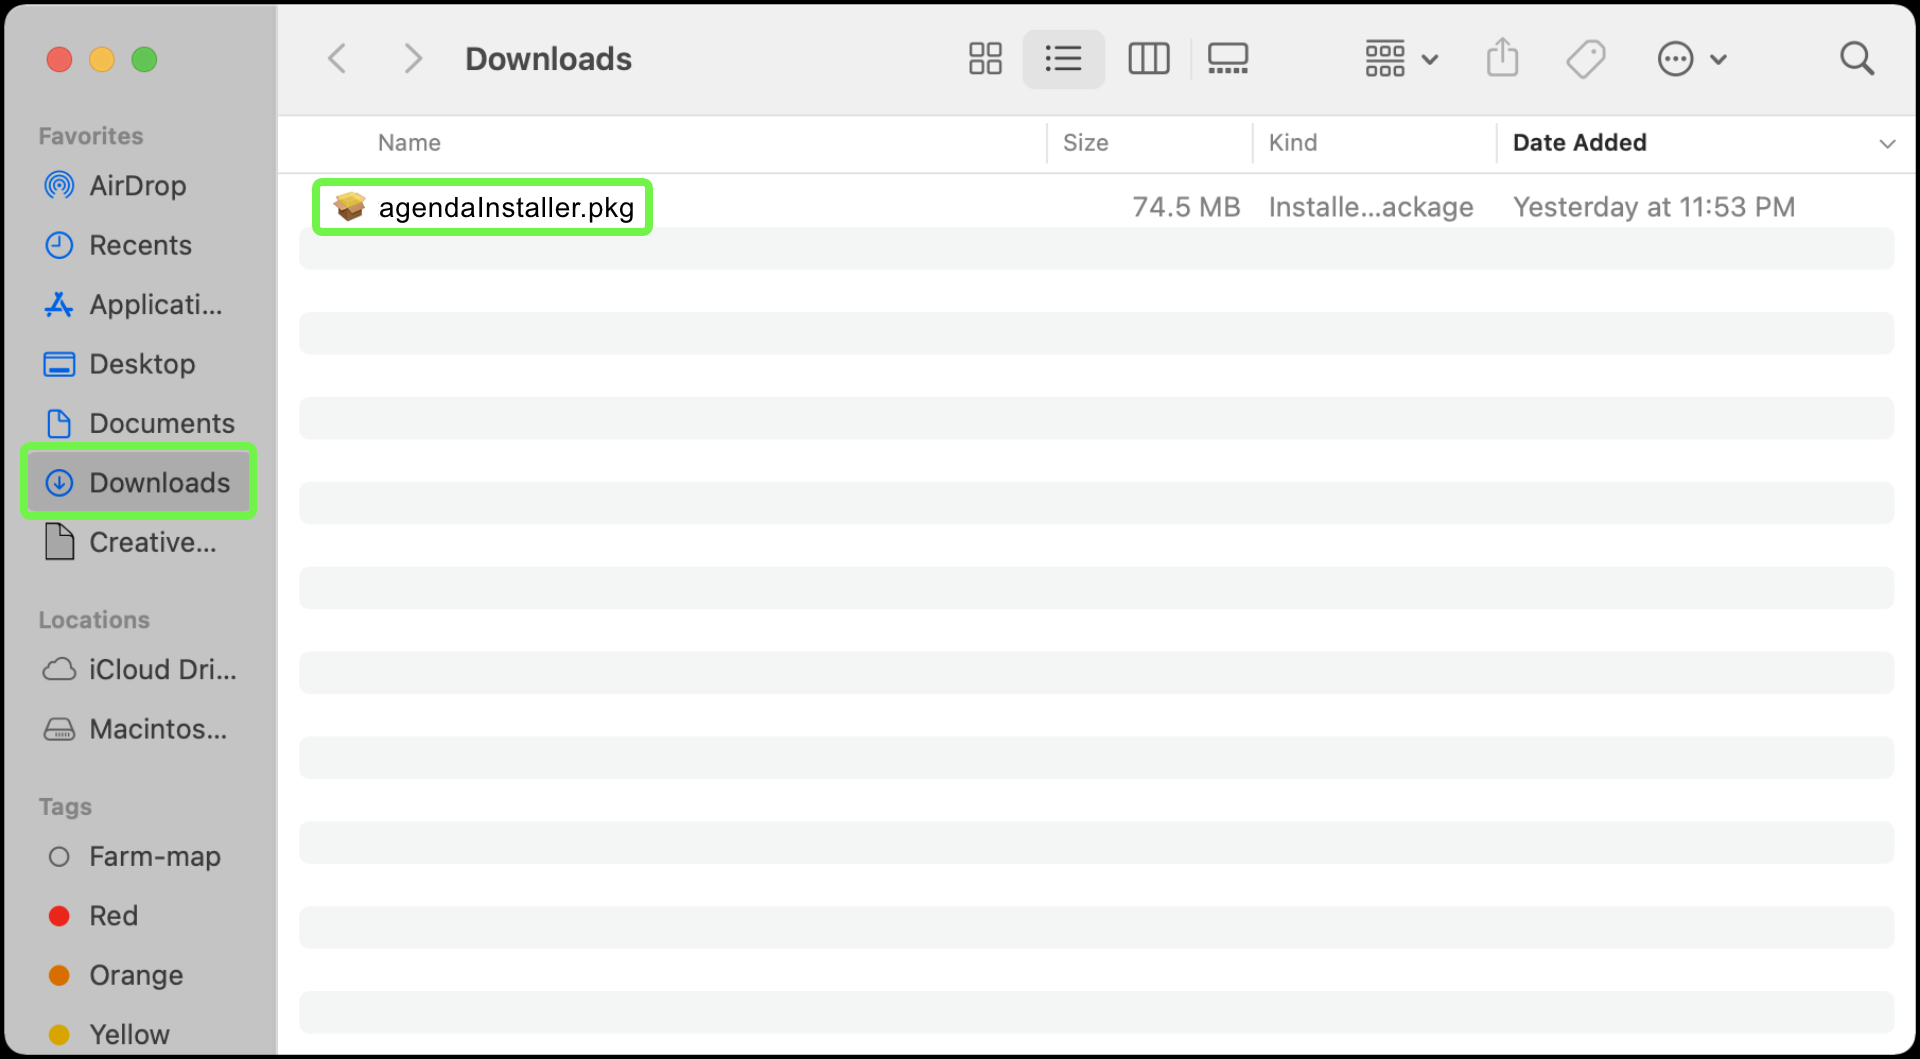 Downloads
Favorites
AirDrop
Recents
Applicati...
Desktop
Documents
Downloads
Creative...
Locations
iCloud Dri...
Macintos...
Tags
Farm-map
Red
Orange
Yellow
Name Size Kind Date Added
agendaInstaller.pkg 74.5 MB Installe...ackage Yesterday at 11:53 PM